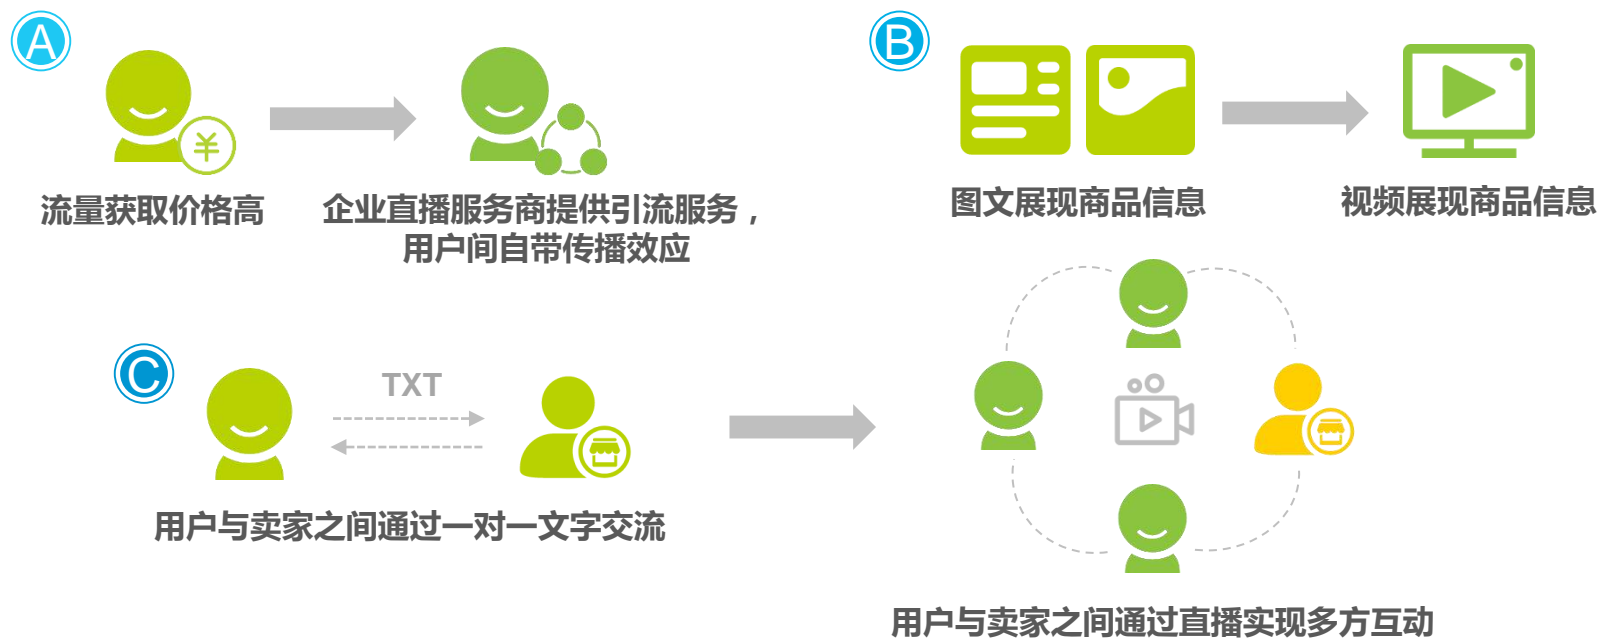 A
流量获取价格高
企业直播服务商提供引流服务，
用户间自带传播效应
B
图文展现商品信息
视频展现商品信息
C
TXT
用户与卖家之间通过一对一文字交流
用户与卖家之间通过直播实现多方互动